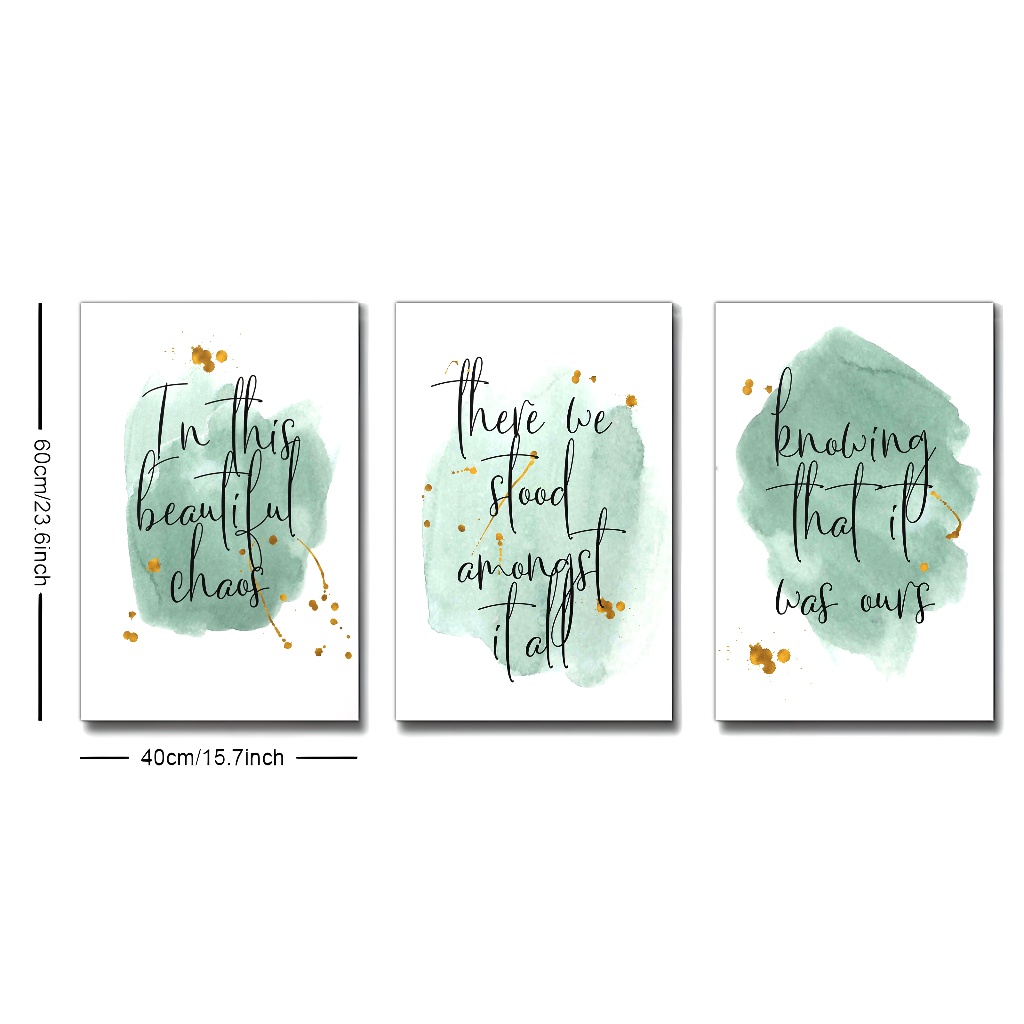 In this
beautiful
chaos
there we
stood
amongst
it all
knowing
that it
was ours
60cm/23.6inch
40cm/15.7inch